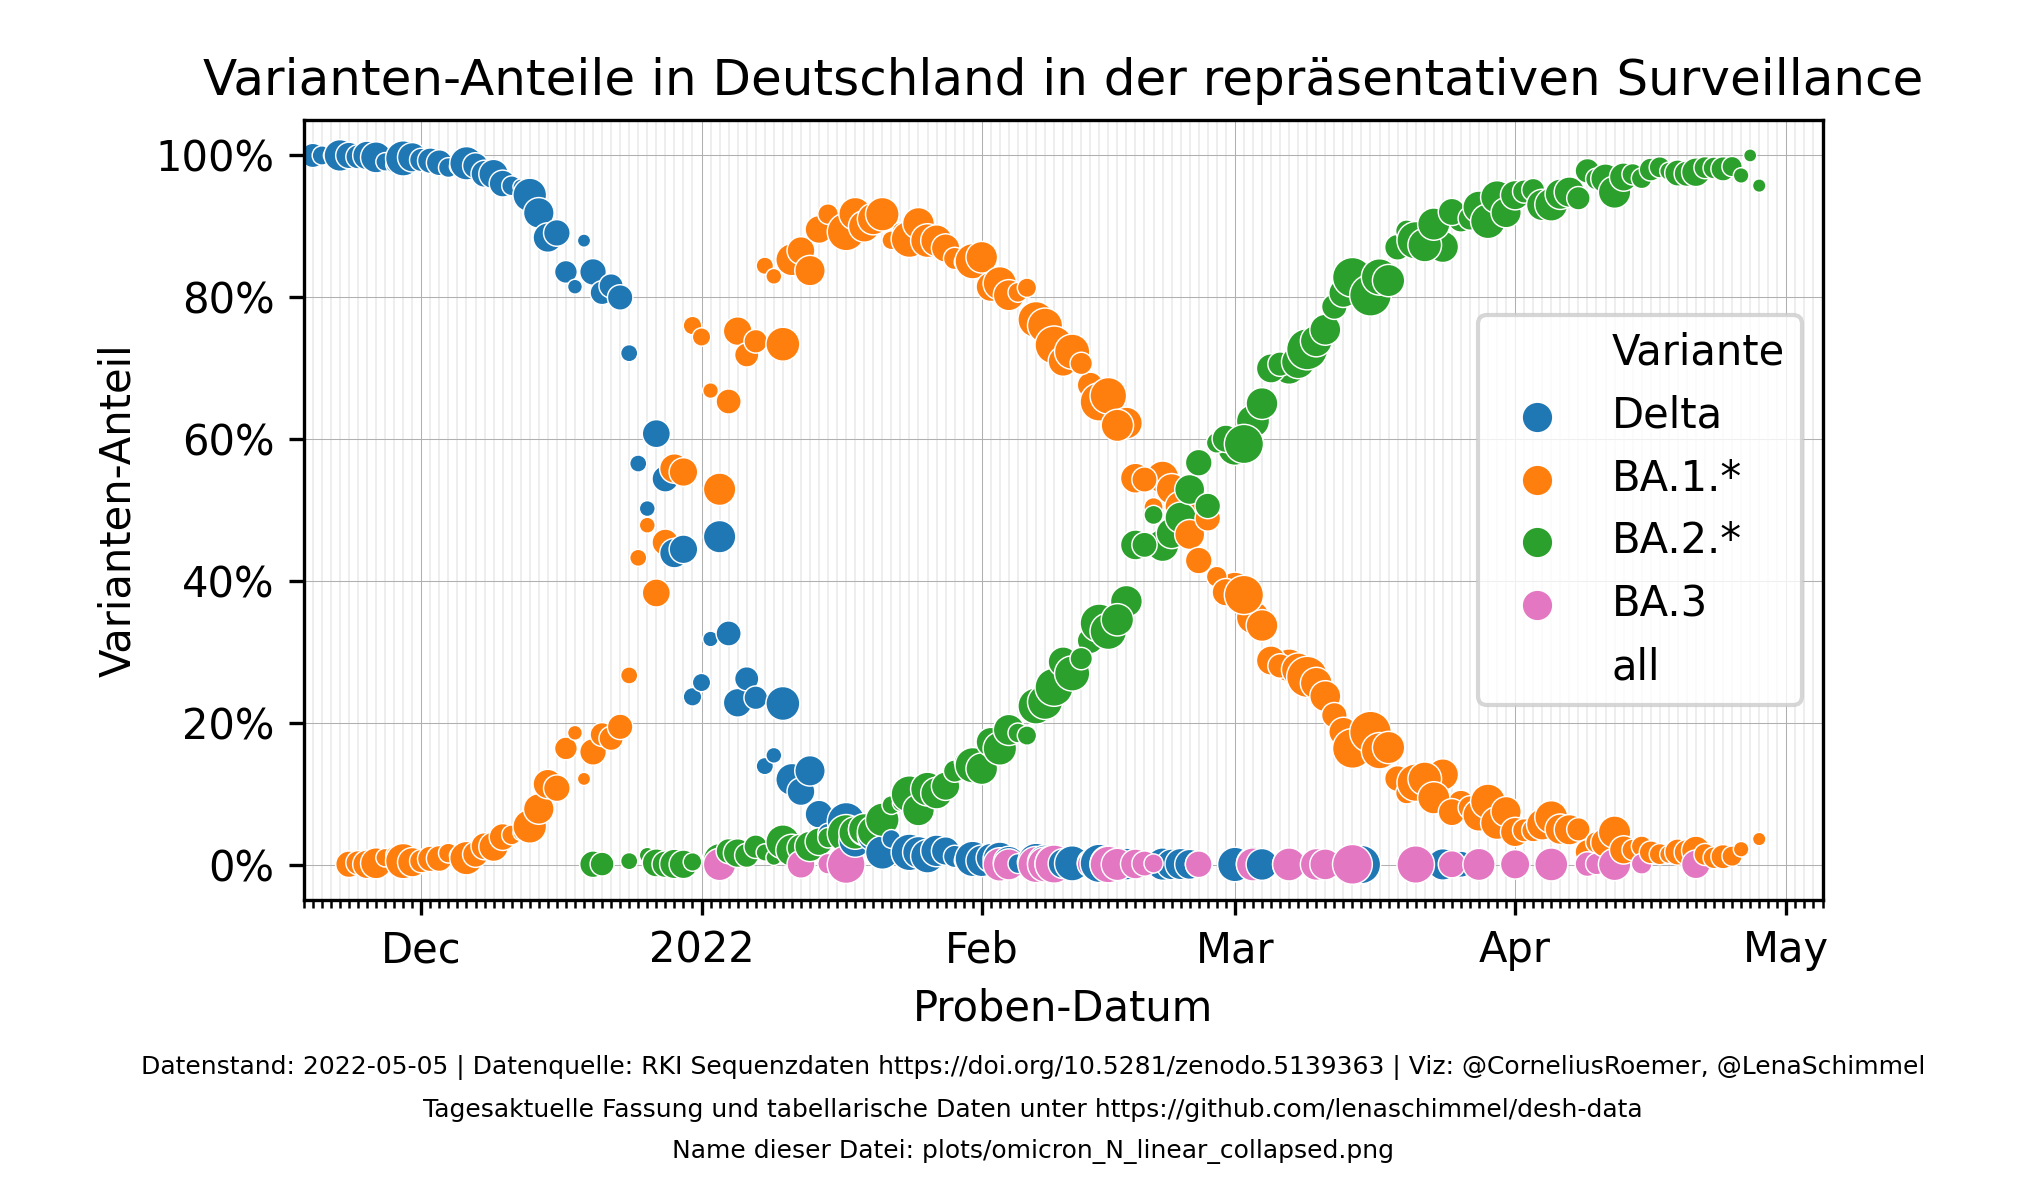 Varianten-Anteile in Deutschland in der repräsentativen Surveillance
100%
80%
60%
40%
20%
0%
Varianten-Anteil
Variante
Delta
BA.1.*
BA.2.*
BA.3
all
Dec 2022 Feb Mar Apr May
Proben-Datum
Datenstand: 2022-05-05 | Datenquelle: RKI Sequenzdaten https://doi.org/10.5281/zenodo.5139363 | Viz: @CorneliusRoemer, @LenaSchimmel
Tagesaktuelle Fassung und tabellarische Daten unter https://github.com/lenaschimmel/desh-data
Name dieser Datei: plots/omicron_N_linear_collapsed.png